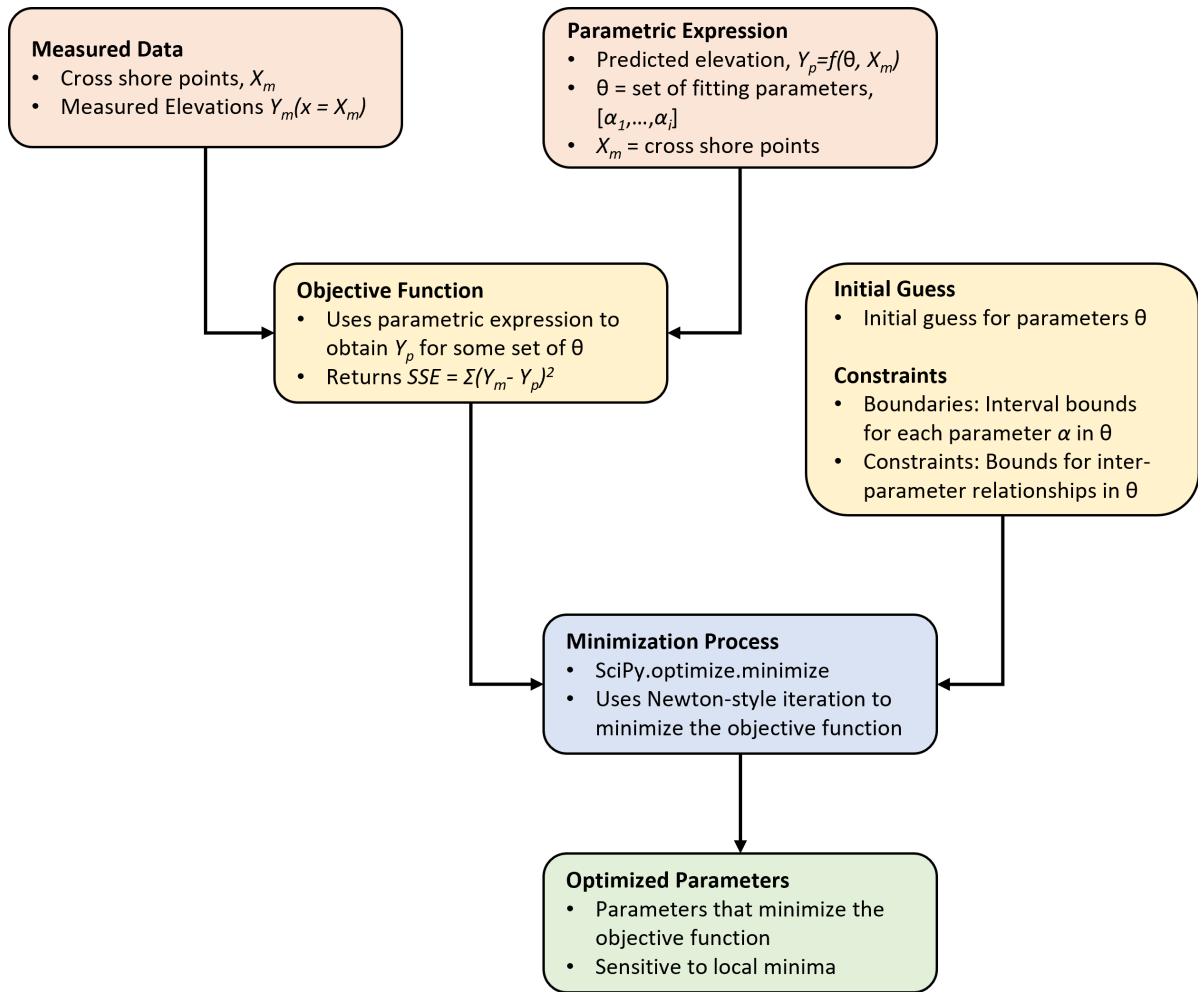 Measured Data
• Cross shore points, Xm
• Measured Elevations Ym(x = Xm)
Parametric Expression
• Predicted elevation, Yp=f(θ, Xm)
• θ = set of fitting parameters,
[α1,…,αi]
• Xm = cross shore points
Objective Function
• Uses parametric expression to
obtain Yp for some set of θ
• Returns SSE = Σ(Ym- Yp)2
Initial Guess
• Initial guess for parameters θ
Constraints
• Boundaries: Interval bounds
for each parameter α in θ
• Constraints: Bounds for inter-
parameter relationships in θ
Minimization Process
• SciPy.optimize.minimize
• Uses Newton-style iteration to
minimize the objective function
Optimized Parameters
• Parameters that minimize the
objective function
• Sensitive to local minima